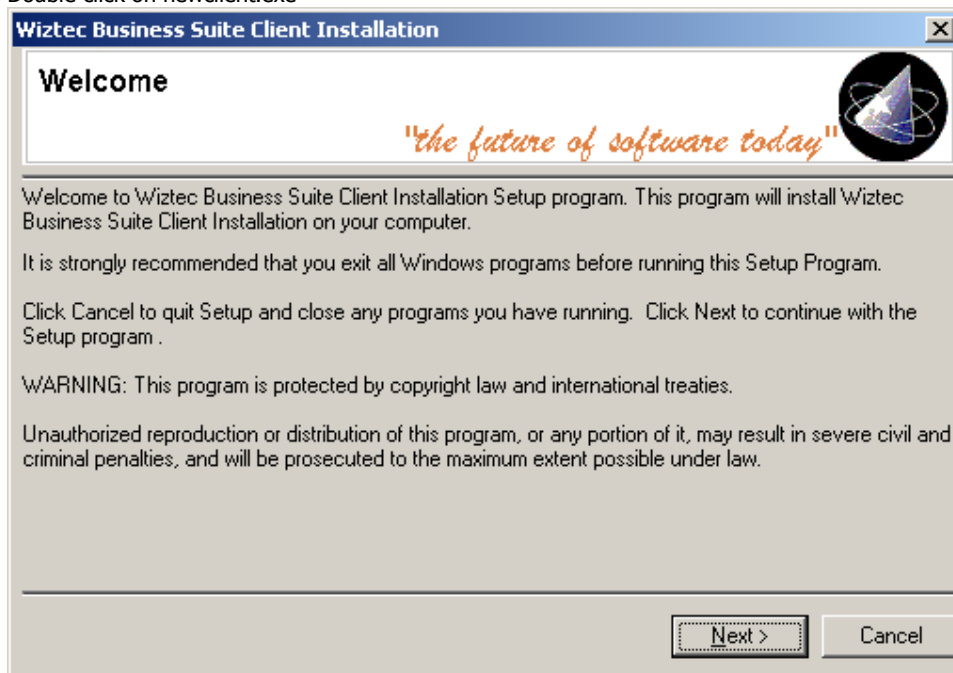 Double click on newclient.exe
Wiztec Business Suite Client Installation
Welcome
"the future of software today"
Welcome to Wiztec Business Suite Client Installation Setup program. This program will install Wiztec
Business Suite Client Installation on your computer.
It is strongly recommended that you exit all Windows programs before running this Setup Program.
Click Cancel to quit Setup and close any programs you have running. Click Next to continue with the
Setup program .
WARNING: This program is protected by copyright law and international treaties.
Unauthorized reproduction or distribution of this program, or any portion of it, may result in severe civil and
criminal penalties, and will be prosecuted to the maximum extent possible under law.
Next >
Cancel